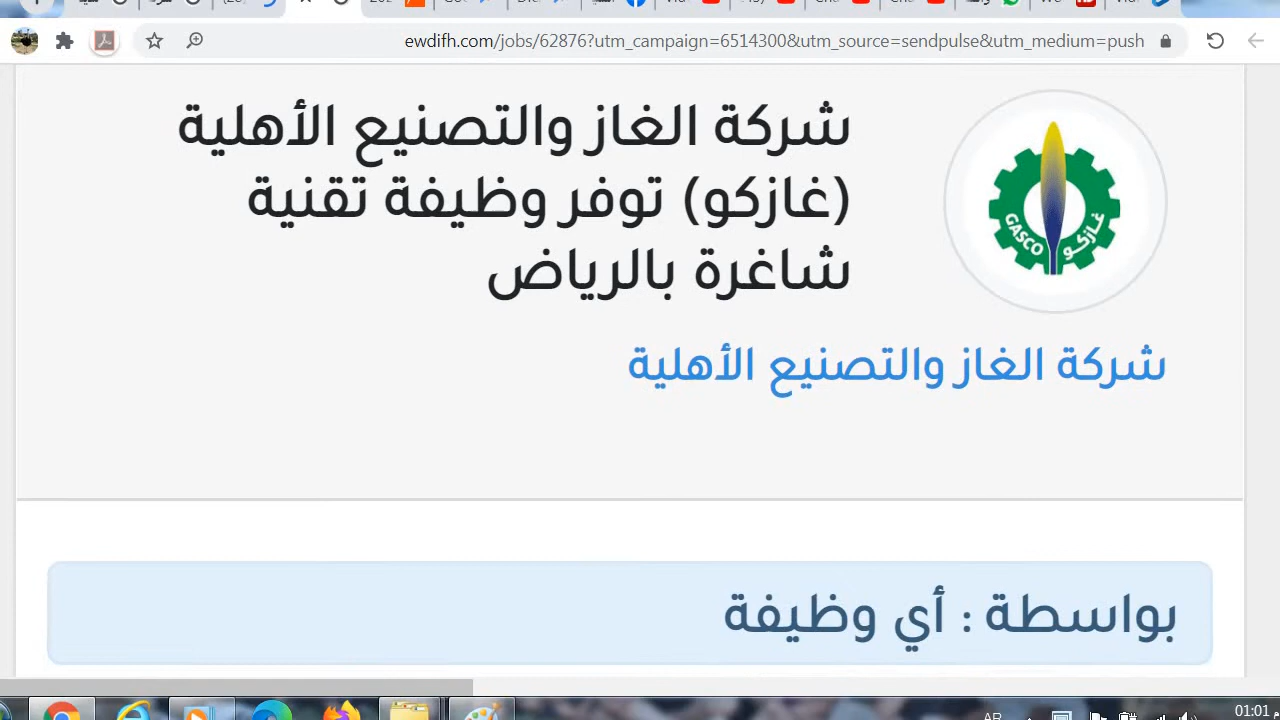 ewdifh.com/jobs/62876?utm_campaign=6514300&utm_source=sendpulse&utm_medium=push
شركة الغاز والتصنيع الأهلية
(غازكو) توفر وظيفة تقنية
شاغرة بالرياض
GASCO غازكو
شركة الغاز والتصنيع الأهلية
بواسطة : أي وظيفة
AR
01:01